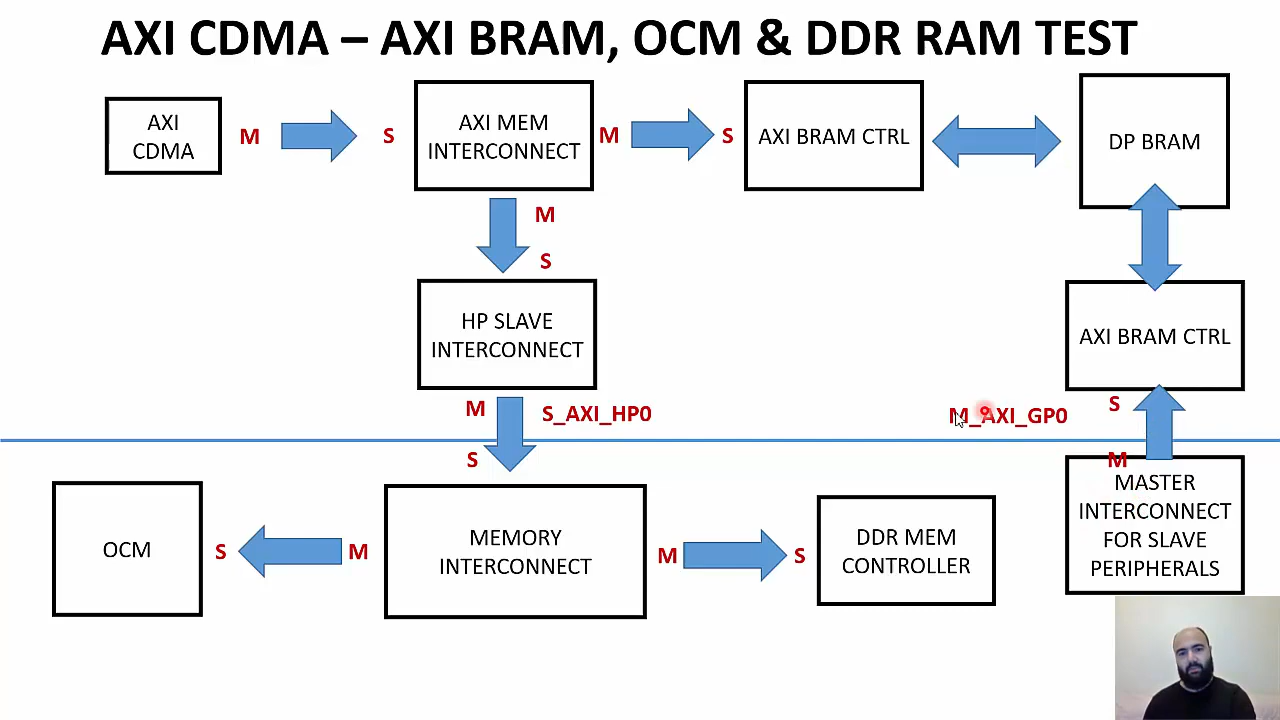 AXI CDMA – AXI BRAM, OCM & DDR RAM TEST
AXI
CDMA
M
S
AXI MEM
INTERCONNECT
M
S
AXI BRAM CTRL
DP BRAM
M
S
HP SLAVE
INTERCONNECT
AXI BRAM CTRL
M
S_AXI_HP0
M_AXI_GP0
S
S
M
OCM
S
M
MEMORY
INTERCONNECT
M
S
DDR MEM
CONTROLLER
MASTER
INTERCONNECT
FOR SLAVE
PERIPHERALS